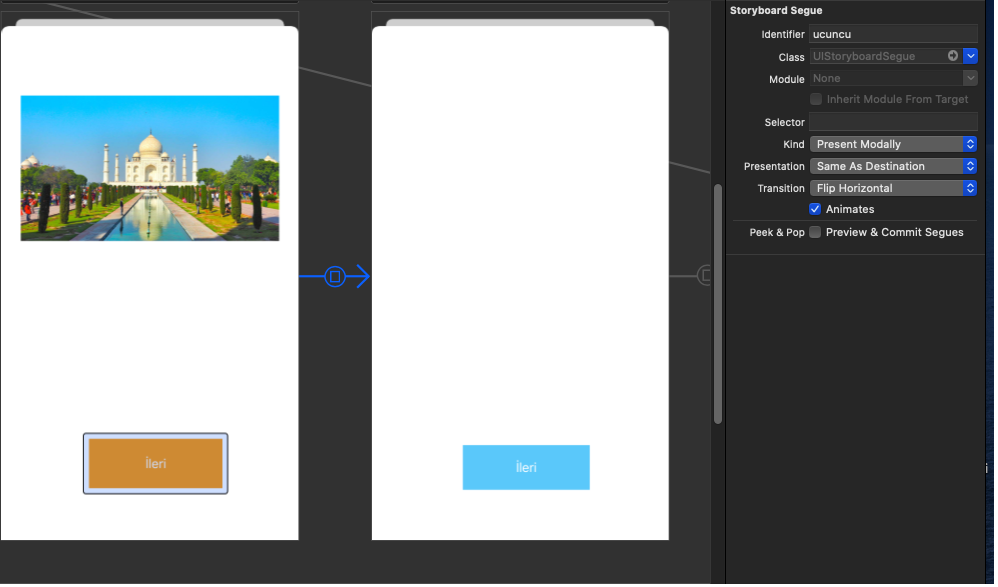 Storyboard Segue
Identifier ucuncu
Class UIStoryboardSegue
Module None
Inherit Module From Target
Selector
Kind Present Modally
Presentation Same As Destination
Transition Flip Horizontal
Animates
Peek & Pop Preview & Commit Segues
İleri
İleri